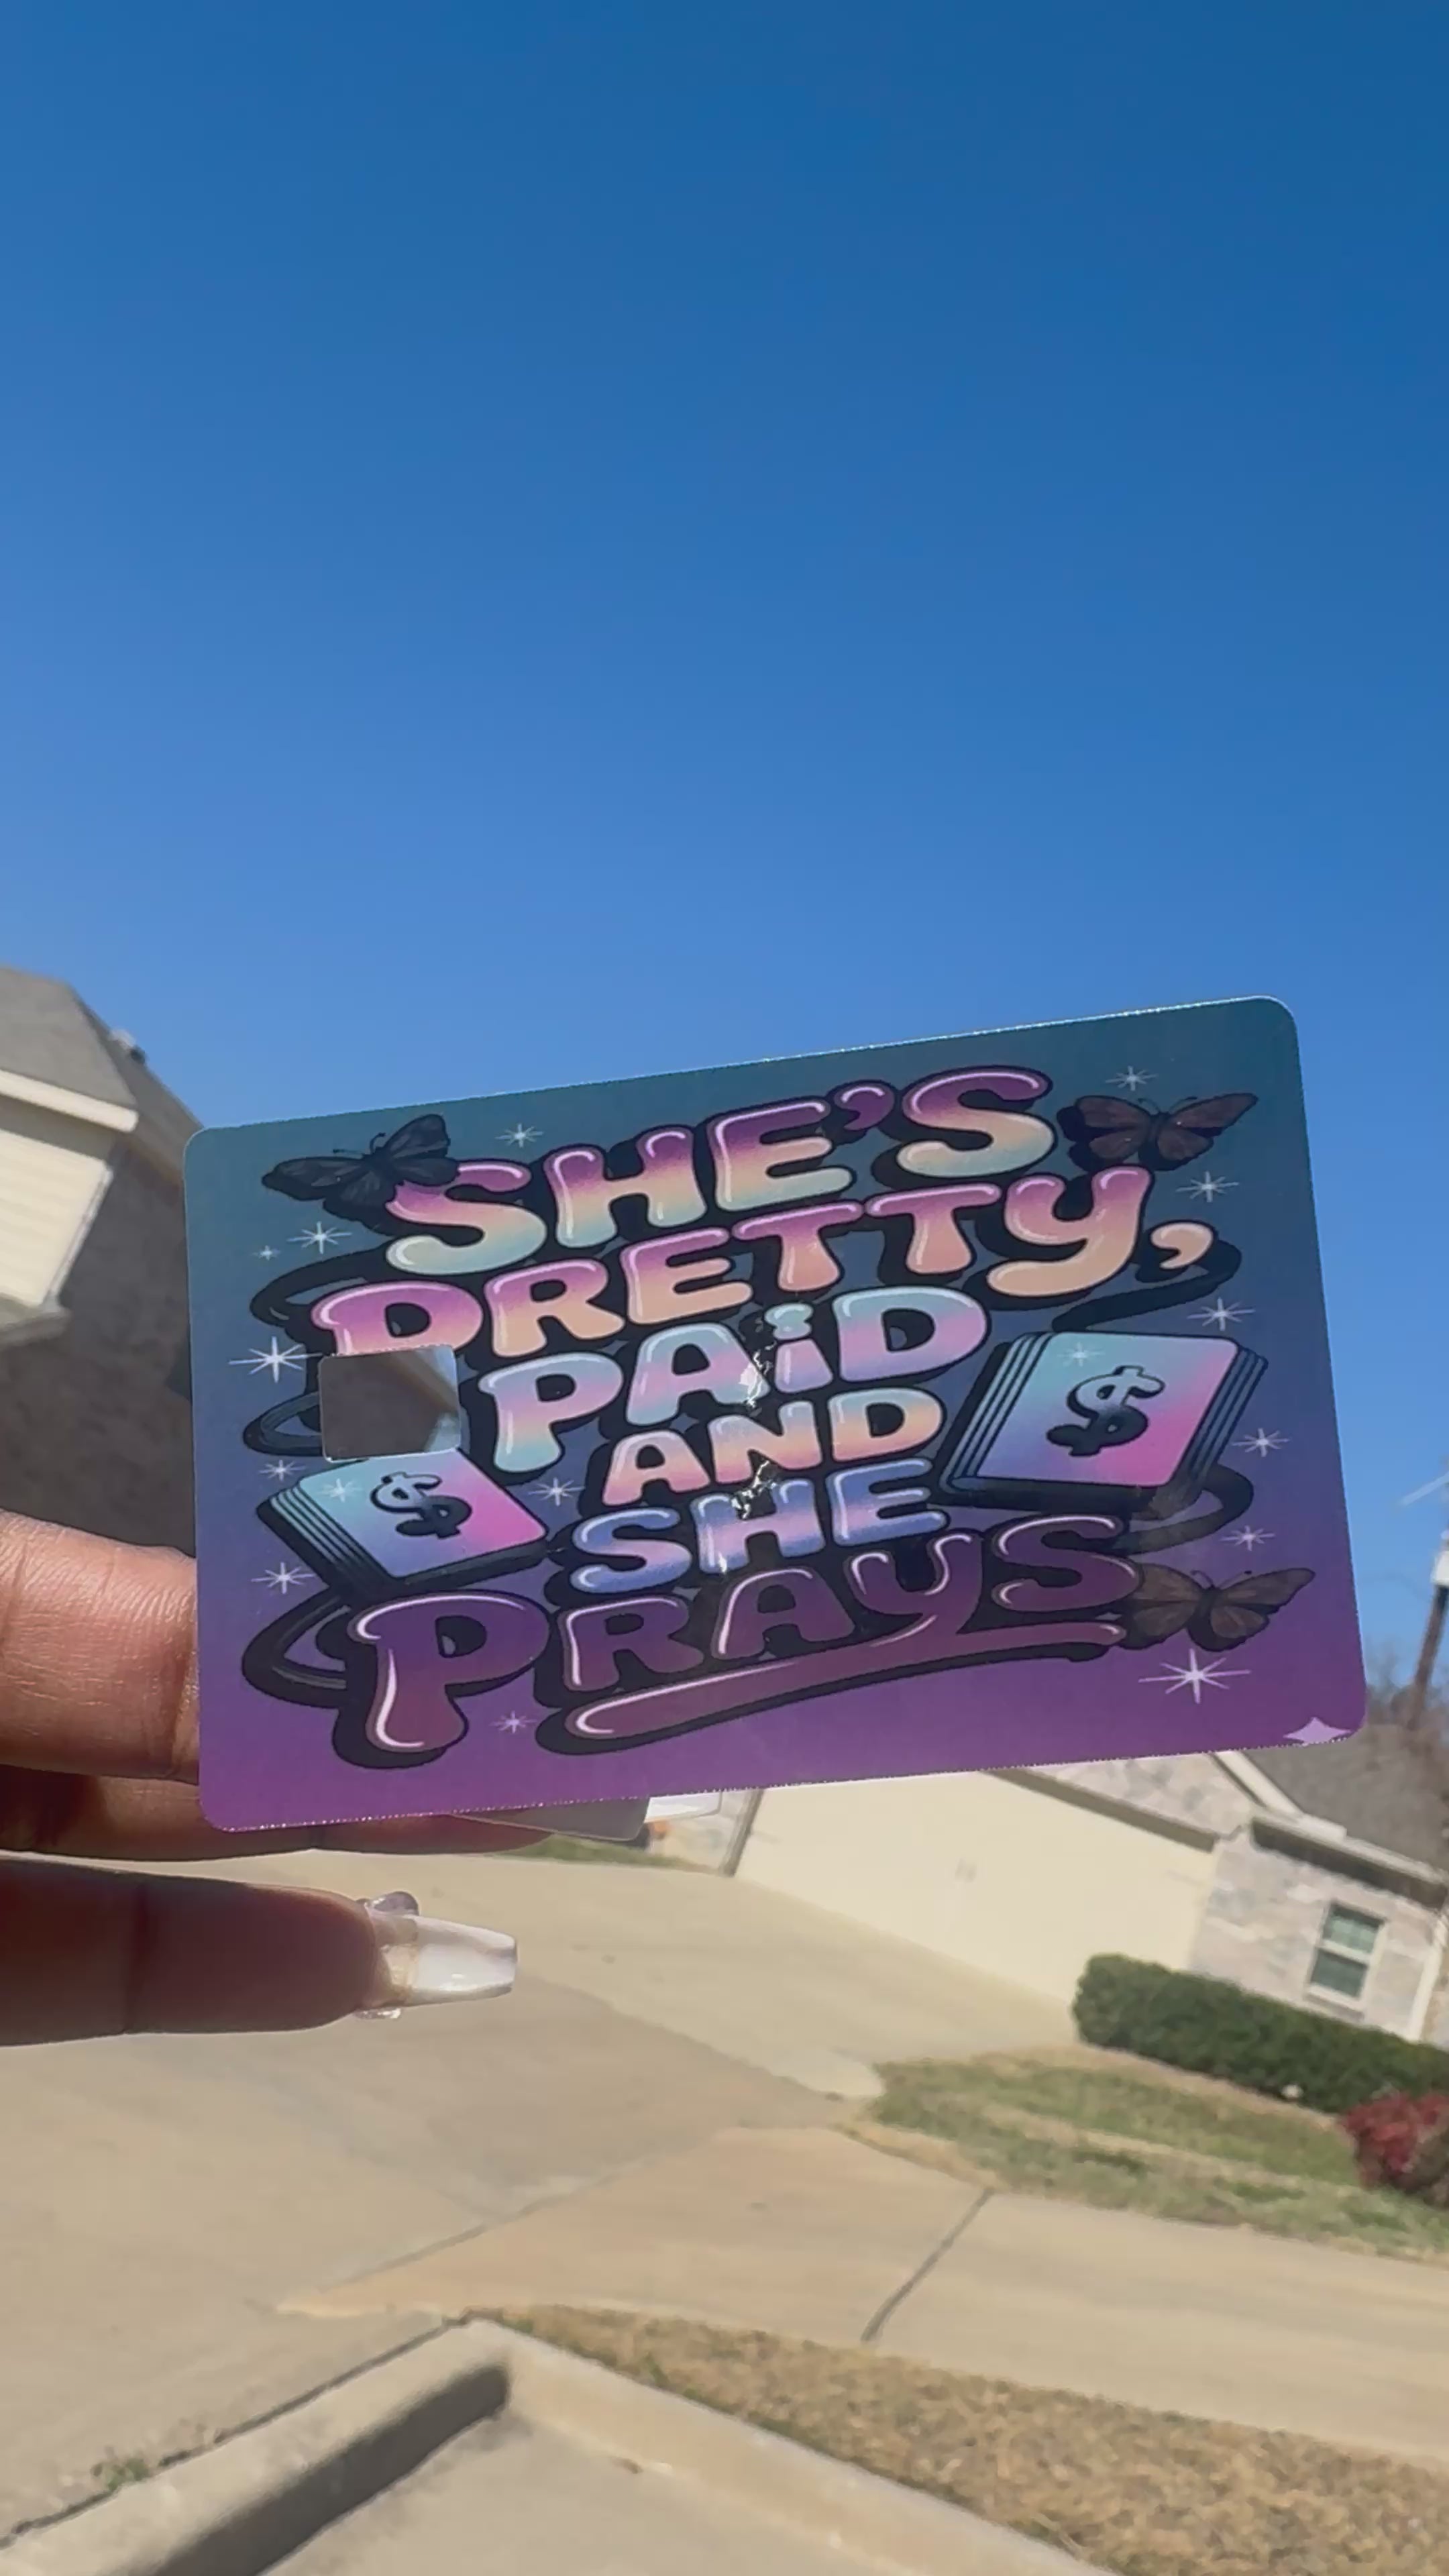 SHE'S
PRETTY,
PAiD
AND
SHE
PRAYS
$
$